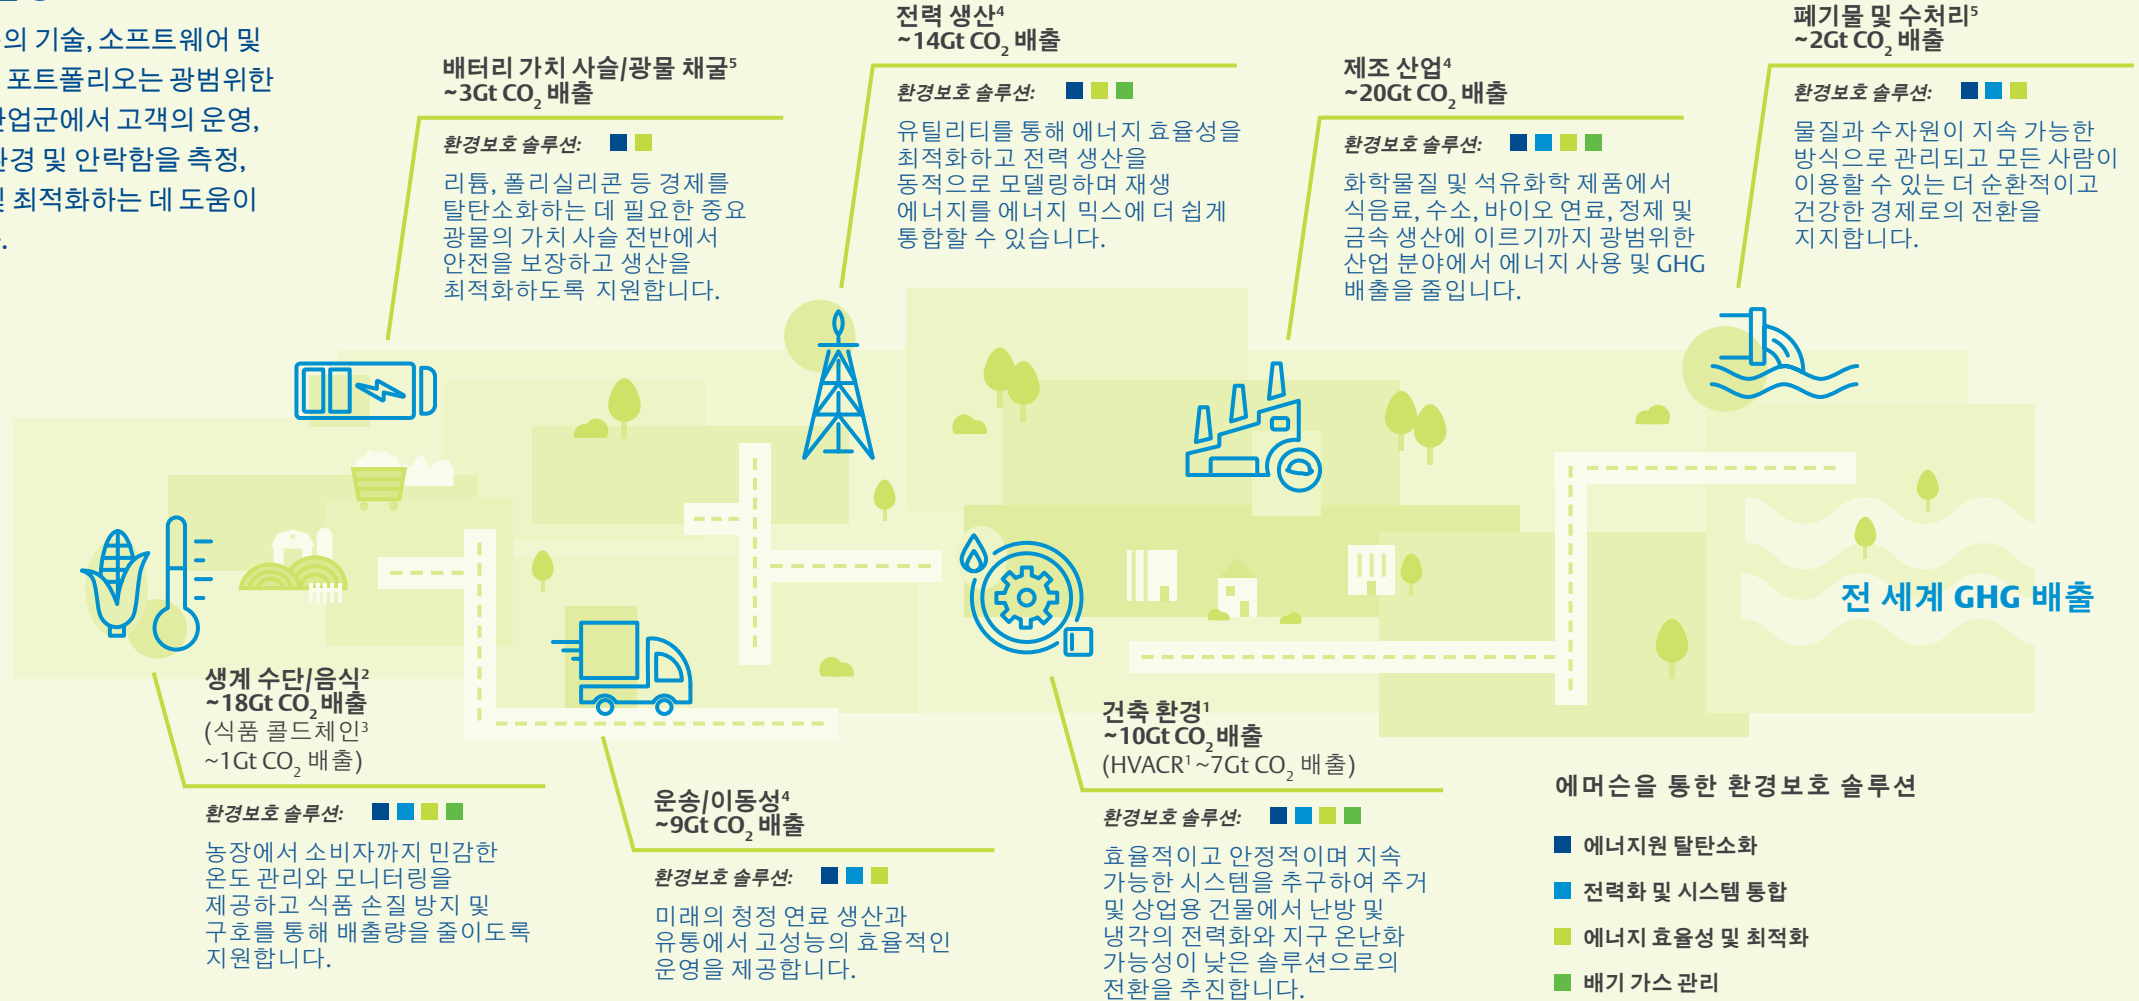 의 기술, 소프트웨어 및
포트폴리오는 광범위한
산업군에서 고객의 운영,
환경 및 안락함을 측정,
및 최적화하는 데 도움이
배터리 가치 사슬/광물 채굴⁵
~3Gt CO₂ 배출
환경보호 솔루션:
리튬, 폴리실리콘 등 경제를
탈탄소화하는 데 필요한 중요
광물의 가치 사슬 전반에서
안전을 보장하고 생산을
최적화하도록 지원합니다.
전력 생산⁴
~14Gt CO₂ 배출
환경보호 솔루션:
유틸리티를 통해 에너지 효율성을
최적화하고 전력 생산을
동적으로 모델링하며 재생
에너지를 에너지 믹스에 더 쉽게
통합할 수 있습니다.
제조 산업⁴
~20Gt CO₂ 배출
환경보호 솔루션:
화학물질 및 석유화학 제품에서
식음료, 수소, 바이오 연료, 정제 및
금속 생산에 이르기까지 광범위한
산업 분야에서 에너지 사용 및 GHG
배출을 줄입니다.
폐기물 및 수처리⁵
~2Gt CO₂ 배출
환경보호 솔루션:
물질과 수자원이 지속 가능한
방식으로 관리되고 모든 사람이
이용할 수 있는 더 순환적이고
건강한 경제로의 전환을
지지합니다.
전 세계 GHG 배출
생계 수단/음식²
~18Gt CO₂ 배출
(식품 콜드체인³
~1Gt CO₂ 배출)
환경보호 솔루션:
농장에서 소비자까지 민감한
온도 관리와 모니터링을
제공하고 식품 손질 방지 및
구호를 통해 배출량을 줄이도록
지원합니다.
운송/이동성⁴
~9Gt CO₂ 배출
환경보호 솔루션:
미래의 청정 연료 생산과
유통에서 고성능의 효율적인
운영을 제공합니다.
건축 환경¹
~10Gt CO₂ 배출
(HVACR¹ ~7Gt CO₂ 배출)
환경보호 솔루션:
효율적이고 안정적이며 지속
가능한 시스템을 추구하여 주거
및 상업용 건물에서 난방 및
냉각의 전력화와 지구 온난화
가능성이 낮은 솔루션으로의
전환을 추진합니다.
에머슨을 통한 환경보호 솔루션
에너지원 탈탄소화
전력화 및 시스템 통합
에너지 효율성 및 최적화
배기 가스 관리